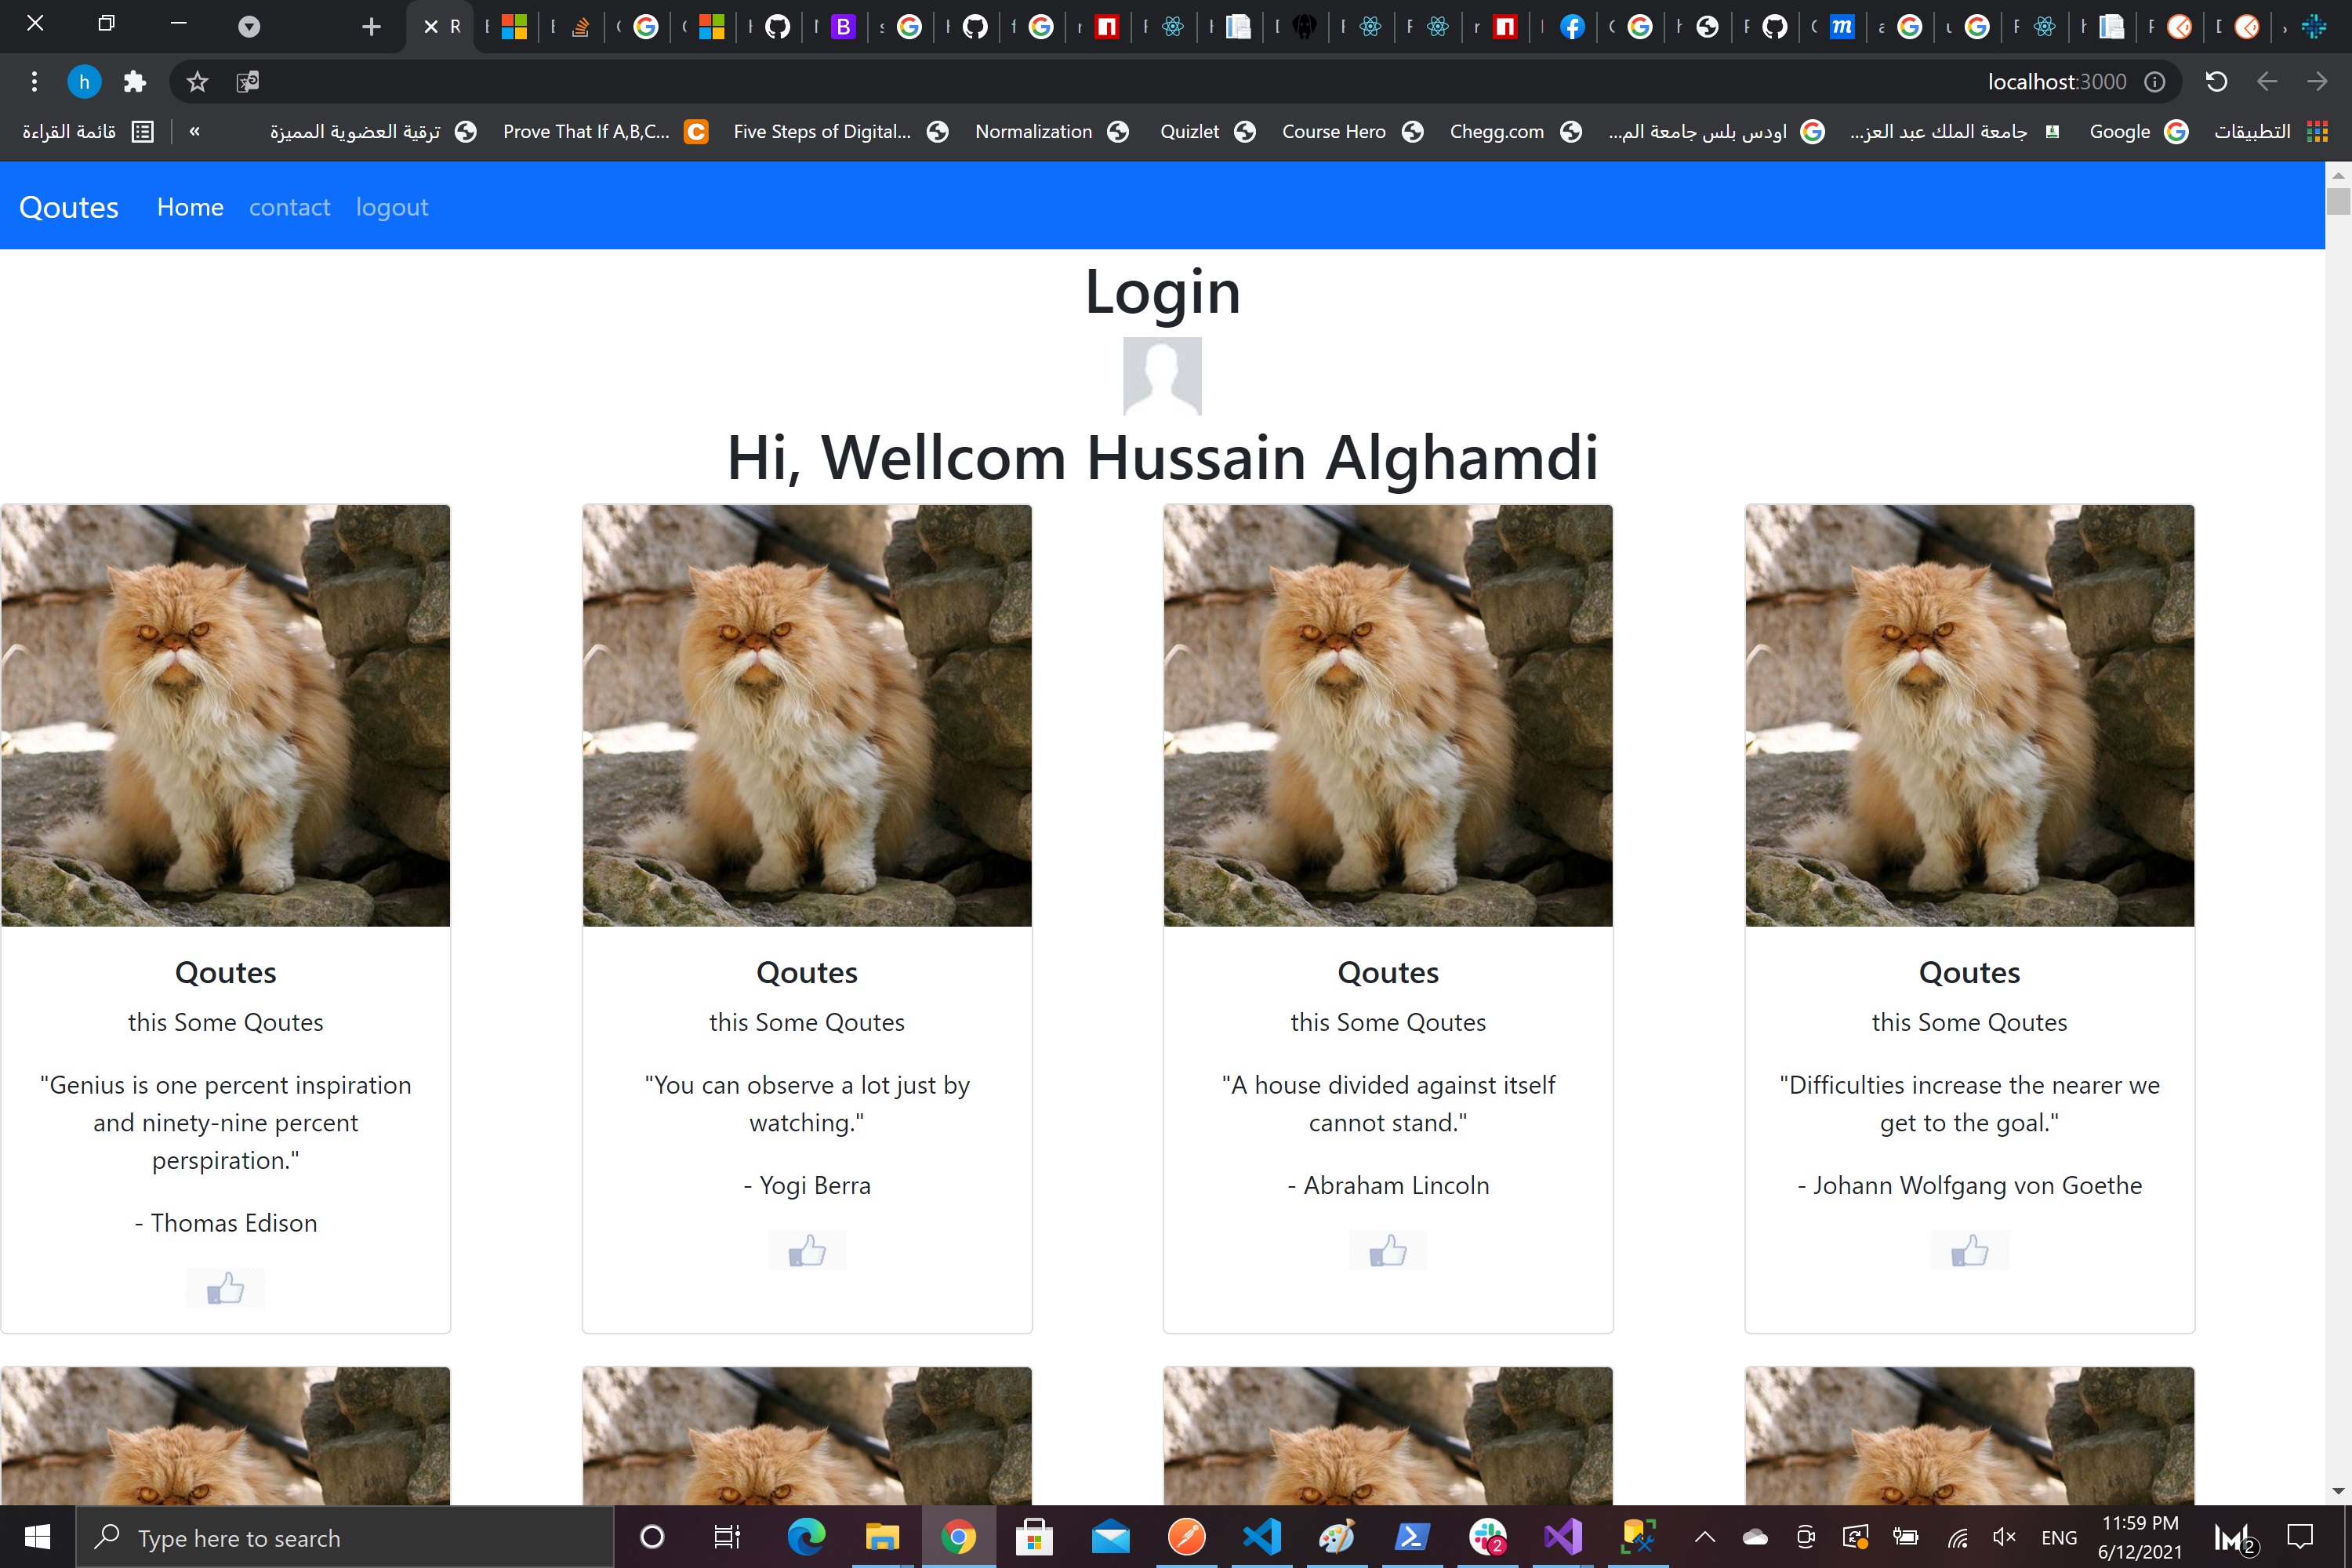 R
localhost:3000
قائمة القراءة
«
ترقية العضوية المميزة
Prove That If A,B,C...
Five Steps of Digital...
Normalization
Quizlet
Course Hero
Chegg.com
اودس بلس جامعة الم...
جامعة الملك عبد العز...
Google
التطبيقات
Qoutes Home contact logout
Login
Hi, Wellcom Hussain Alghamdi
Qoutes
this Some Qoutes
"Genius is one percent inspiration
and ninety-nine percent
perspiration."
- Thomas Edison
Qoutes
this Some Qoutes
"You can observe a lot just by
watching."
- Yogi Berra
Qoutes
this Some Qoutes
"A house divided against itself
cannot stand."
- Abraham Lincoln
Qoutes
this Some Qoutes
"Difficulties increase the nearer we
get to the goal."
- Johann Wolfgang von Goethe
Type here to search
2
ENG
11:59 PM
6/12/2021
2